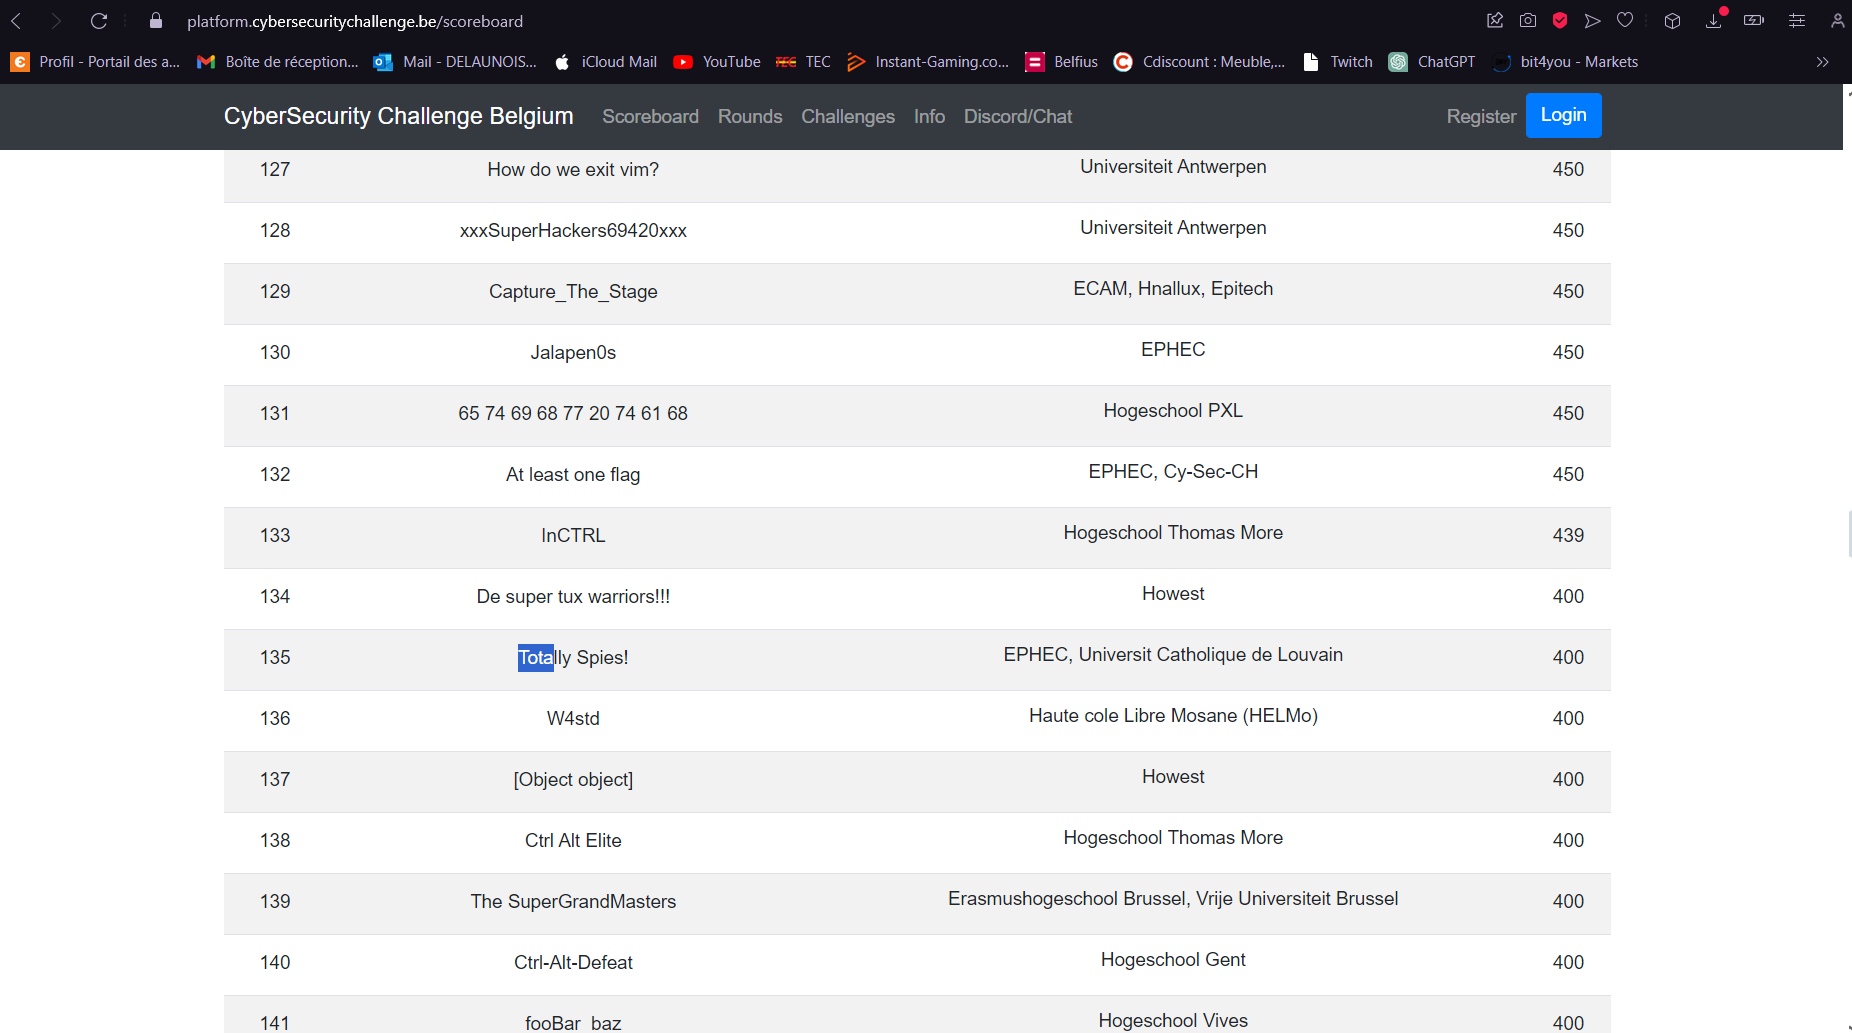 platform.cybersecuritychallenge.be/scoreboard
Profil - Portail des a... Boîte de réception... Mail - DELAUNOIS... iCloud Mail YouTube TEC Instant-Gaming.co... Belfius Cdiscount : Meuble,... Twitch ChatGPT bit4you - Markets
CyberSecurity Challenge Belgium Scoreboard Rounds Challenges Info Discord/Chat Register Login
127 How do we exit vim? Universiteit Antwerpen 450
128 xxxSuperHackers69420xxx Universiteit Antwerpen 450
129 Capture_The_Stage ECAM, Hnallux, Epitech 450
130 Jalapen0s EPHEC 450
131 65 74 69 68 77 20 74 61 68 Hogeschool PXL 450
132 At least one flag EPHEC, Cy-Sec-CH 450
133 InCTRL Hogeschool Thomas More 439
134 De super tux warriors!!! Howest 400
135 Totally Spies! EPHEC, Universit Catholique de Louvain 400
136 W4std Haute cole Libre Mosane (HELMo) 400
137 [Object object] Howest 400
138 Ctrl Alt Elite Hogeschool Thomas More 400
139 The SuperGrandMasters Erasmushogeschool Brussel, Vrije Universiteit Brussel 400
140 Ctrl-Alt-Defeat Hogeschool Gent 400
141 fooBar_baz Hogeschool Vives 400